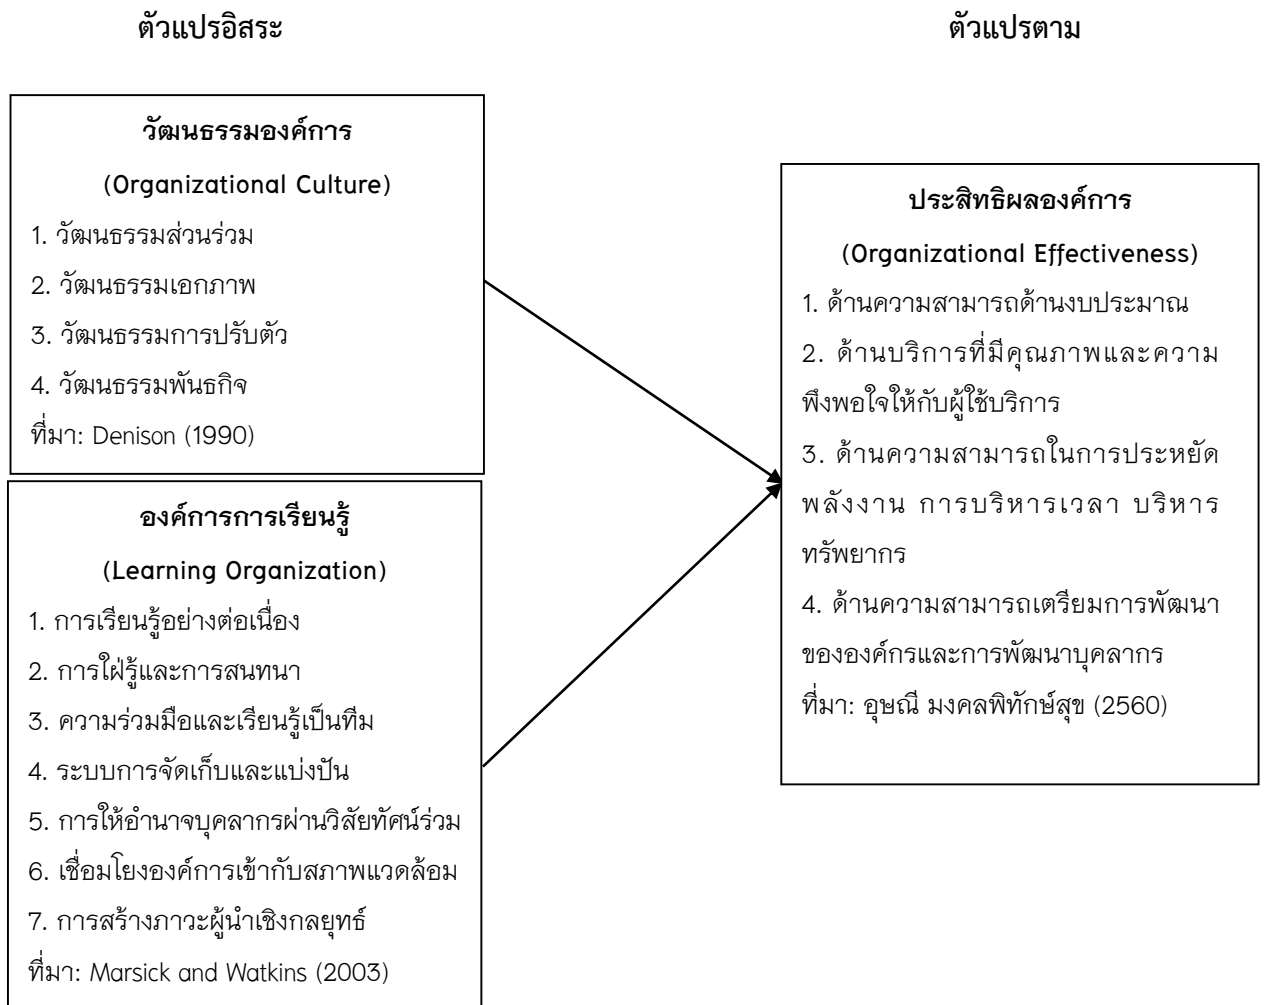 ตัวแปรอิสระ
ตัวแปรตาม
วัฒนธรรมองค์การ
(Organizational Culture)
1. วัฒนธรรมส่วนร่วม
2. วัฒนธรรมเอกภาพ
3. วัฒนธรรมการปรับตัว
4. วัฒนธรรมพันธกิจ
ที่มา: Denison (1990)
องค์การการเรียนรู้
(Learning Organization)
1. การเรียนรู้อย่างต่อเนื่อง
2. การใฝ่รู้และการสนทนา
3. ความร่วมมือและเรียนรู้เป็นทีม
4. ระบบการจัดเก็บและแบ่งปัน
5. การให้อำนาจบุคลากรผ่านวิสัยทัศน์ร่วม
6. เชื่อมโยงองค์การเข้ากับสภาพแวดล้อม
7. การสร้างภาวะผู้นำเชิงกลยุทธ์
ที่มา: Marsick and Watkins (2003)
ประสิทธิผลองค์การ
(Organizational Effectiveness)
1. ด้านความสามารถด้านงบประมาณ
2. ด้านบริการที่มีคุณภาพและความ
พึงพอใจให้กับผู้ใช้บริการ
3. ด้านความสามารถในการประหยัด
พลังงาน การบริหารเวลา บริหาร
ทรัพยากร
4. ด้านความสามารถเตรียมการพัฒนา
ขององค์กรและการพัฒนาบุคลากร
ที่มา: อุษณี มงคลพิทักษ์สุข (2560)